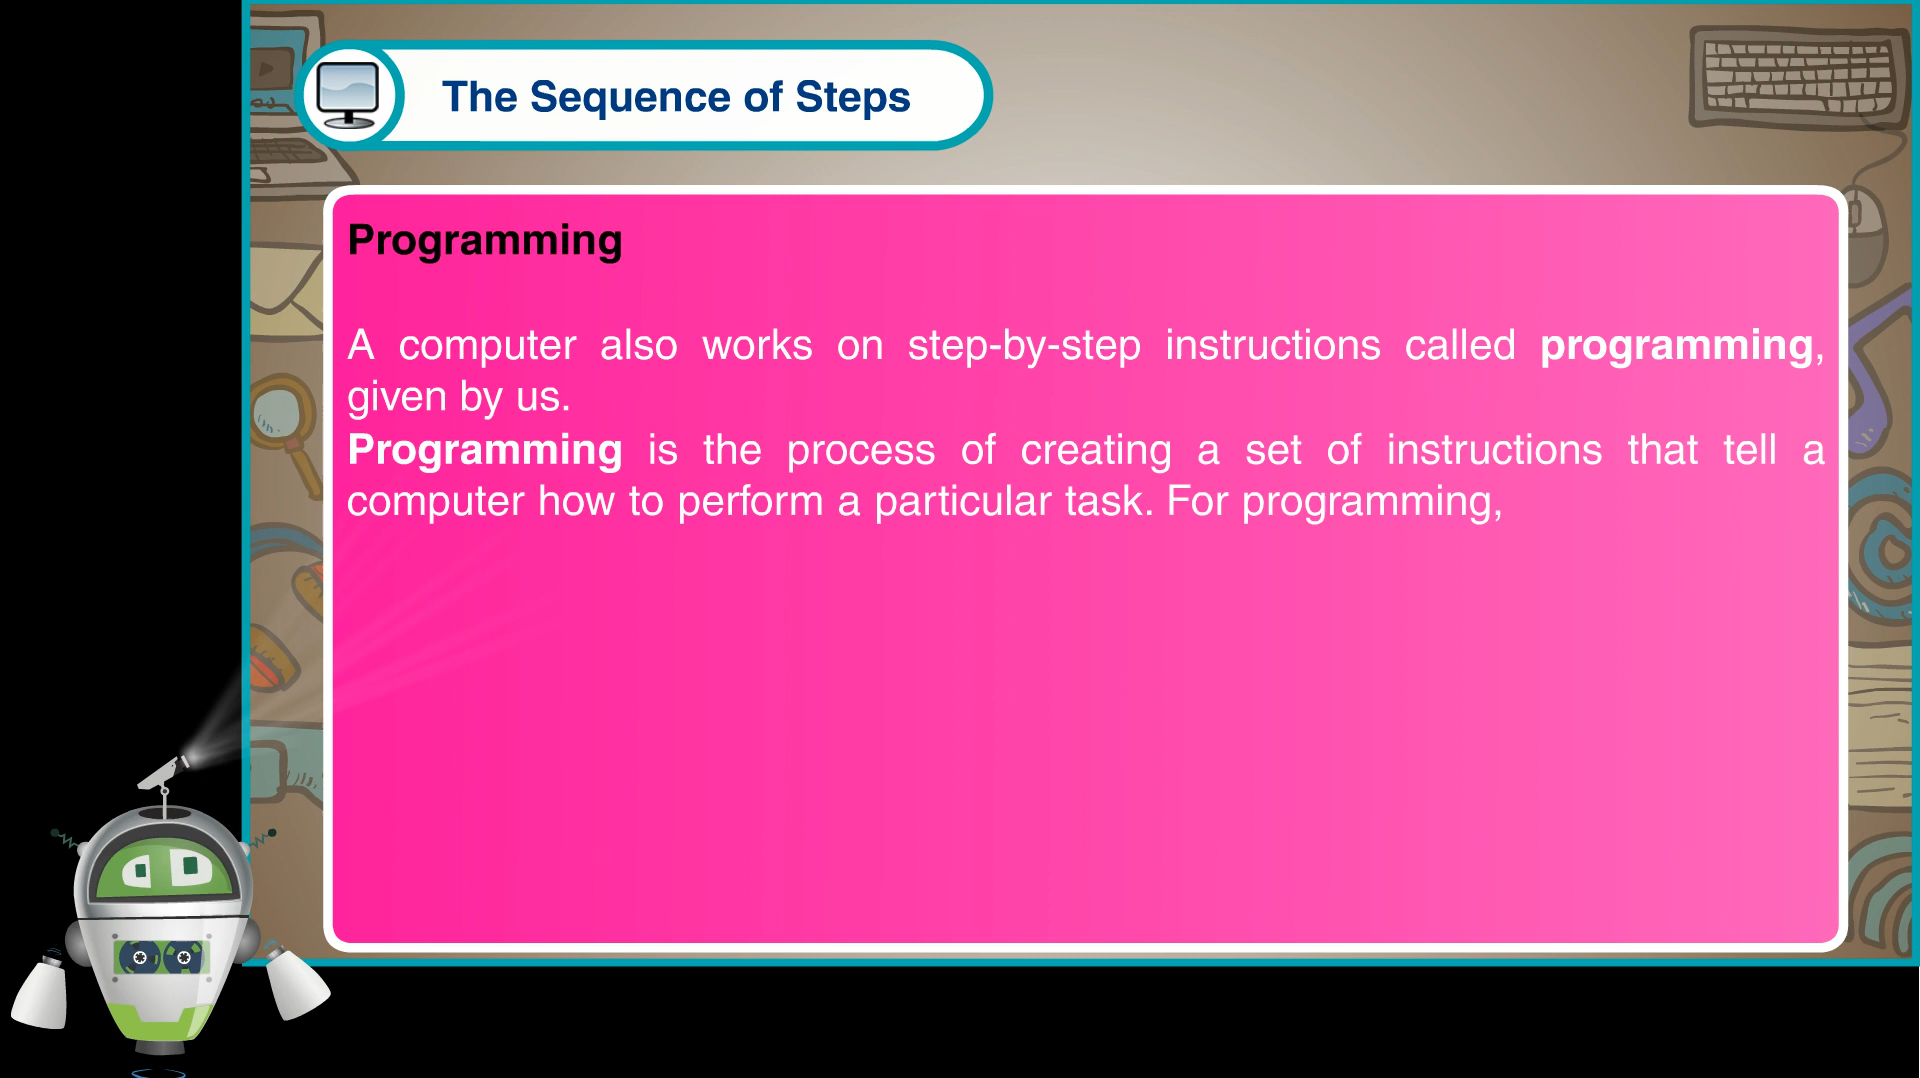 The Sequence of Steps
Programming
A computer also works on step-by-step instructions called programming,
given by us.
Programming is the process of creating a set of instructions that tell a
computer how to perform a particular task. For programming,